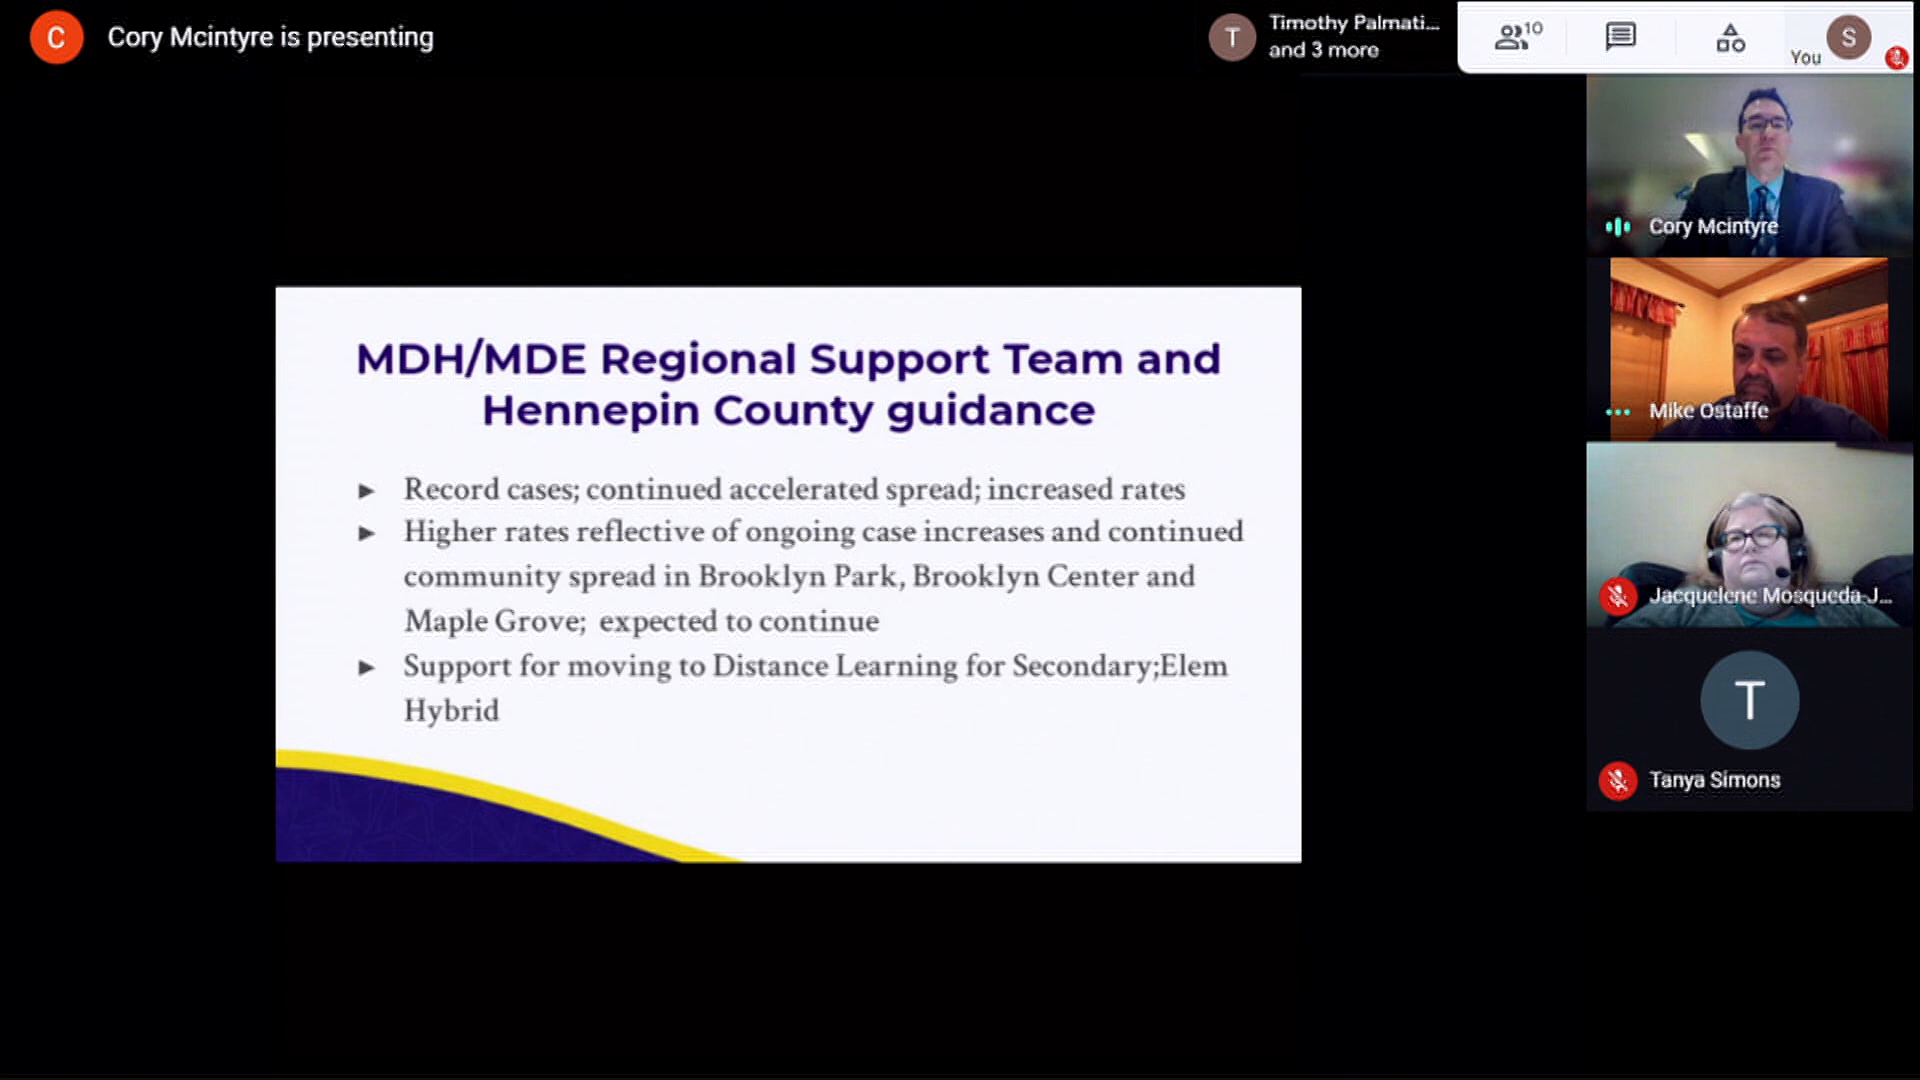 C
Cory Mcintyre is presenting
T
Timothy Palmati...
and 3 more
10
You
S
Cory Mcintyre
Mike Ostaffe
Jacquelene Mosqueda-J...
T
Tanya Simons
MDH/MDE Regional Support Team and
Hennepin County guidance
► Record cases; continued accelerated spread; increased rates
► Higher rates reflective of ongoing case increases and continued
community spread in Brooklyn Park, Brooklyn Center and
Maple Grove; expected to continue
► Support for moving to Distance Learning for Secondary;Elem
Hybrid